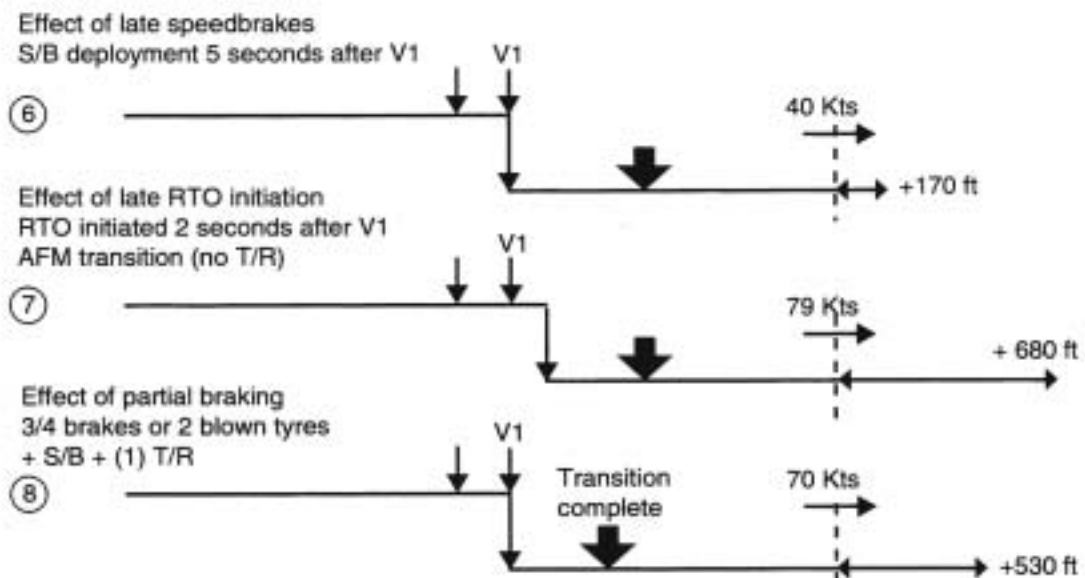 Effect of late speedbrakes
S/B deployment 5 seconds after V1
V1
6
40 Kts
+170 ft
Effect of late RTO initiation
RTO initiated 2 seconds after V1
AFM transition (no T/R)
V1
7
79 Kts
+ 680 ft
Effect of partial braking
3/4 brakes or 2 blown tyres
+ S/B + (1) T/R
V1
8
Transition
complete
70 Kts
+530 ft